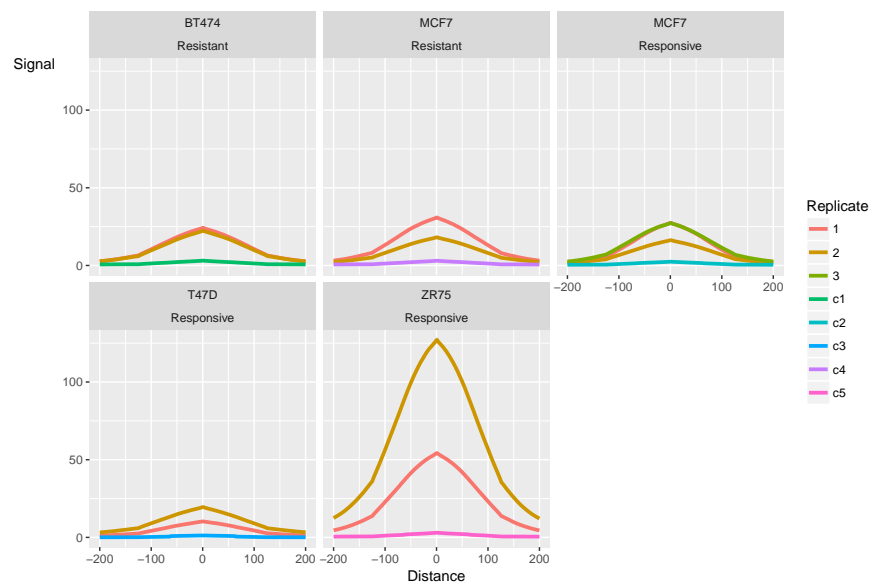 BT474
Resistant
MCF7
Resistant
MCF7
Responsive
Signal
100
50
0
−200 −100 0 100 200
T47D
Responsive
ZR75
Responsive
100
50
0
−200 −100 0 100 200
−200 −100 0 100 200
Distance
Replicate
1
2
3
c1
c2
c3
c4
c5